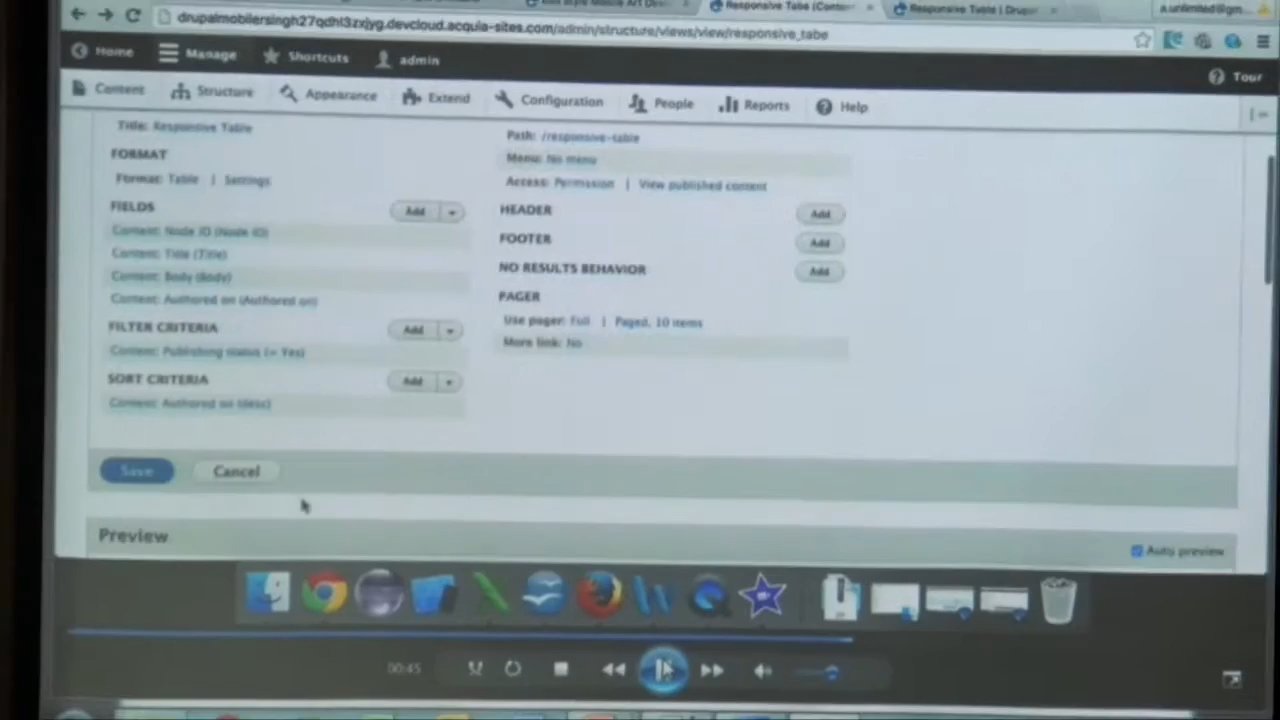 Responsive Tabe (Conten
Responsive Table | Drupal
a.unlimited@gm...
drupalmobilersingh27qdhl3zxjyg.devcloud.acquia-sites.com/admin/structure/views/view/responsive_tabe
Home Manage Shortcuts admin Tour
Content Structure Appearance Extend Configuration People Reports Help
Title: Responsive Table
FORMAT
Format: Table | Settings
FIELDS Add
Content: Node ID (Node ID)
Content: Title (Title)
Content: Body (Body)
Content: Authored on (Authored on)
FILTER CRITERIA Add
Content: Publishing status (= Yes)
SORT CRITERIA Add
Content: Authored on (desc)
Path: /responsive-table
Menu: No menu
Access: Permission | View published content
HEADER Add
FOOTER Add
NO RESULTS BEHAVIOR Add
PAGER
Use pager: Full | Paged, 10 items
More link: No
Save Cancel
Preview
Auto preview
00:45